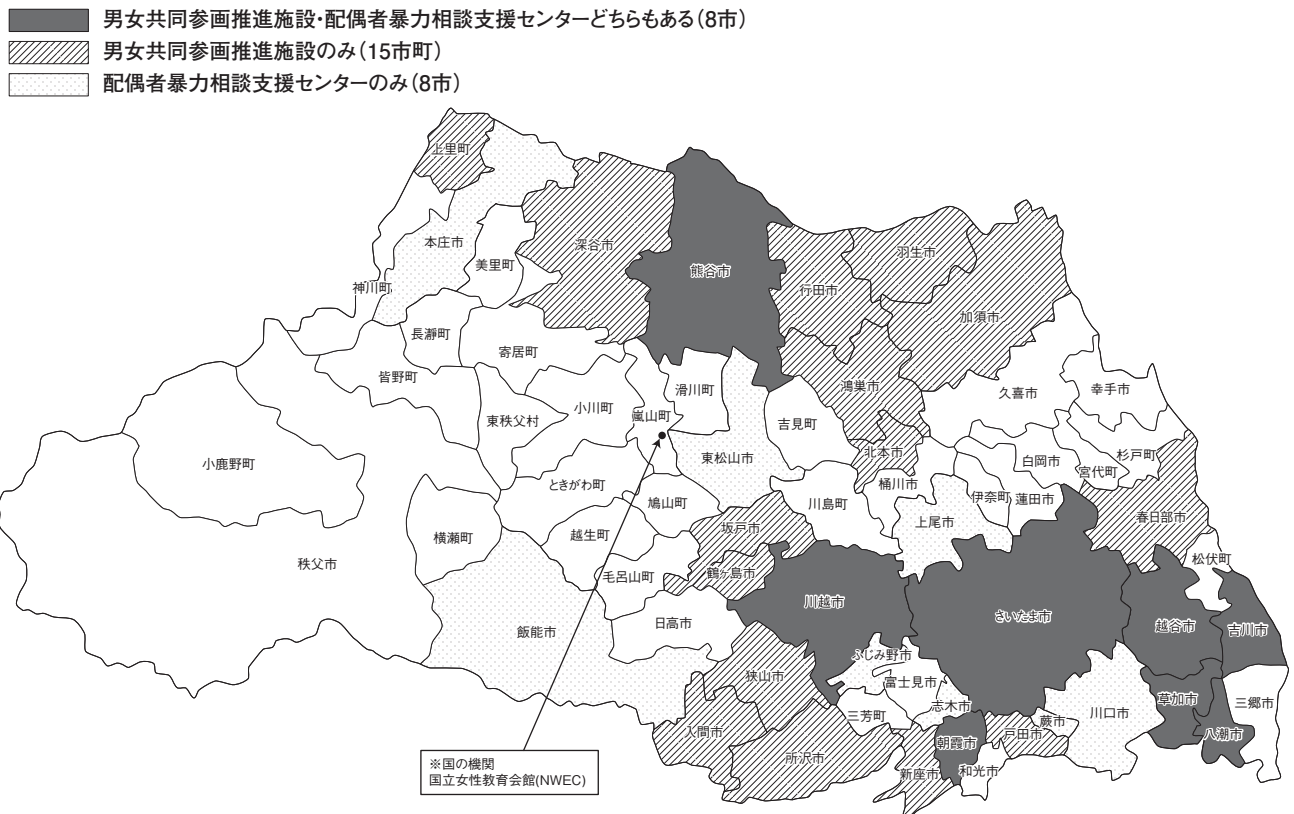 男女共同参画推進施設・配偶者暴力相談支援センターどちらもある(8市)
男女共同参画推進施設のみ(15市町)
配偶者暴力相談支援センターのみ(8市)
上里町
本庄市
美里町
神川町
深谷市
熊谷市
行田市
羽生市
加須市
長瀞町
寄居町
皆野町
東秩父村
小川町
嵐山町
滑川町
吉見町
鴻巣市
久喜市
幸手市
小鹿野町
東松山市
北本市
白岡市
杉戸町
宮代町
ときがわ町
鳩山町
川島町
桶川市
伊奈町
蓮田市
上尾市
春日部市
横瀬町
越生町
坂戸市
松伏町
秩父市
毛呂山町
鶴ヶ島市
川越市
さいたま市
越谷市
吉川市
飯能市
日高市
ふじみ野市
狭山市
富士見市
志木市
三芳町
草加市
三郷市
川口市
蕨市
戸田市
八潮市
入間市
所沢市
朝霞市
新座市
和光市
※国の機関
国立女性教育会館(NWEC)